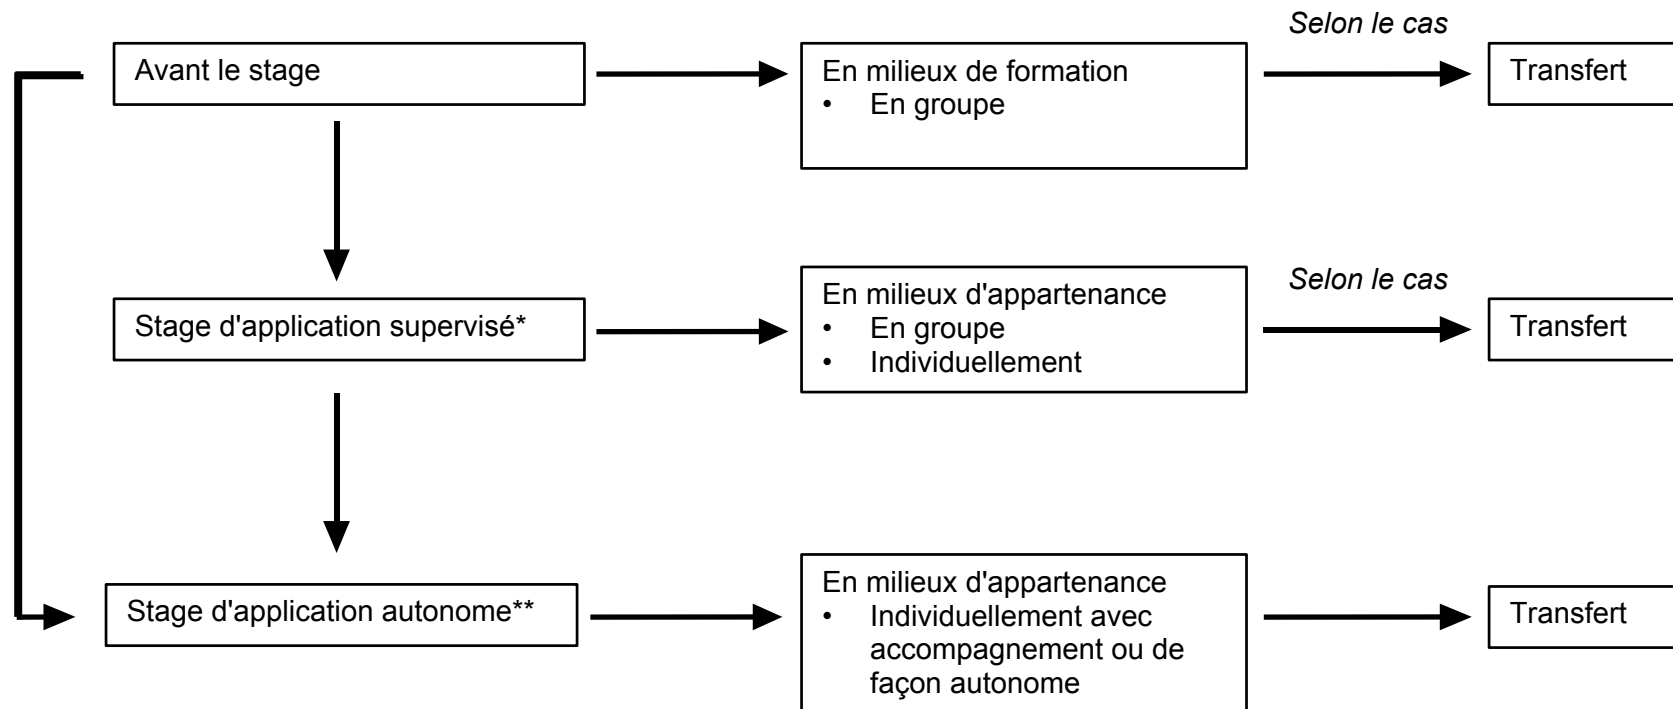 Selon le cas
Avant le stage
En milieux de formation
• En groupe
Transfert
Selon le cas
Stage d'application supervisé*
En milieux d'appartenance
• En groupe
• Individuellement
Transfert
Stage d'application autonome**
En milieux d'appartenance
• Individuellement avec
accompagnement ou de
façon autonome
Transfert